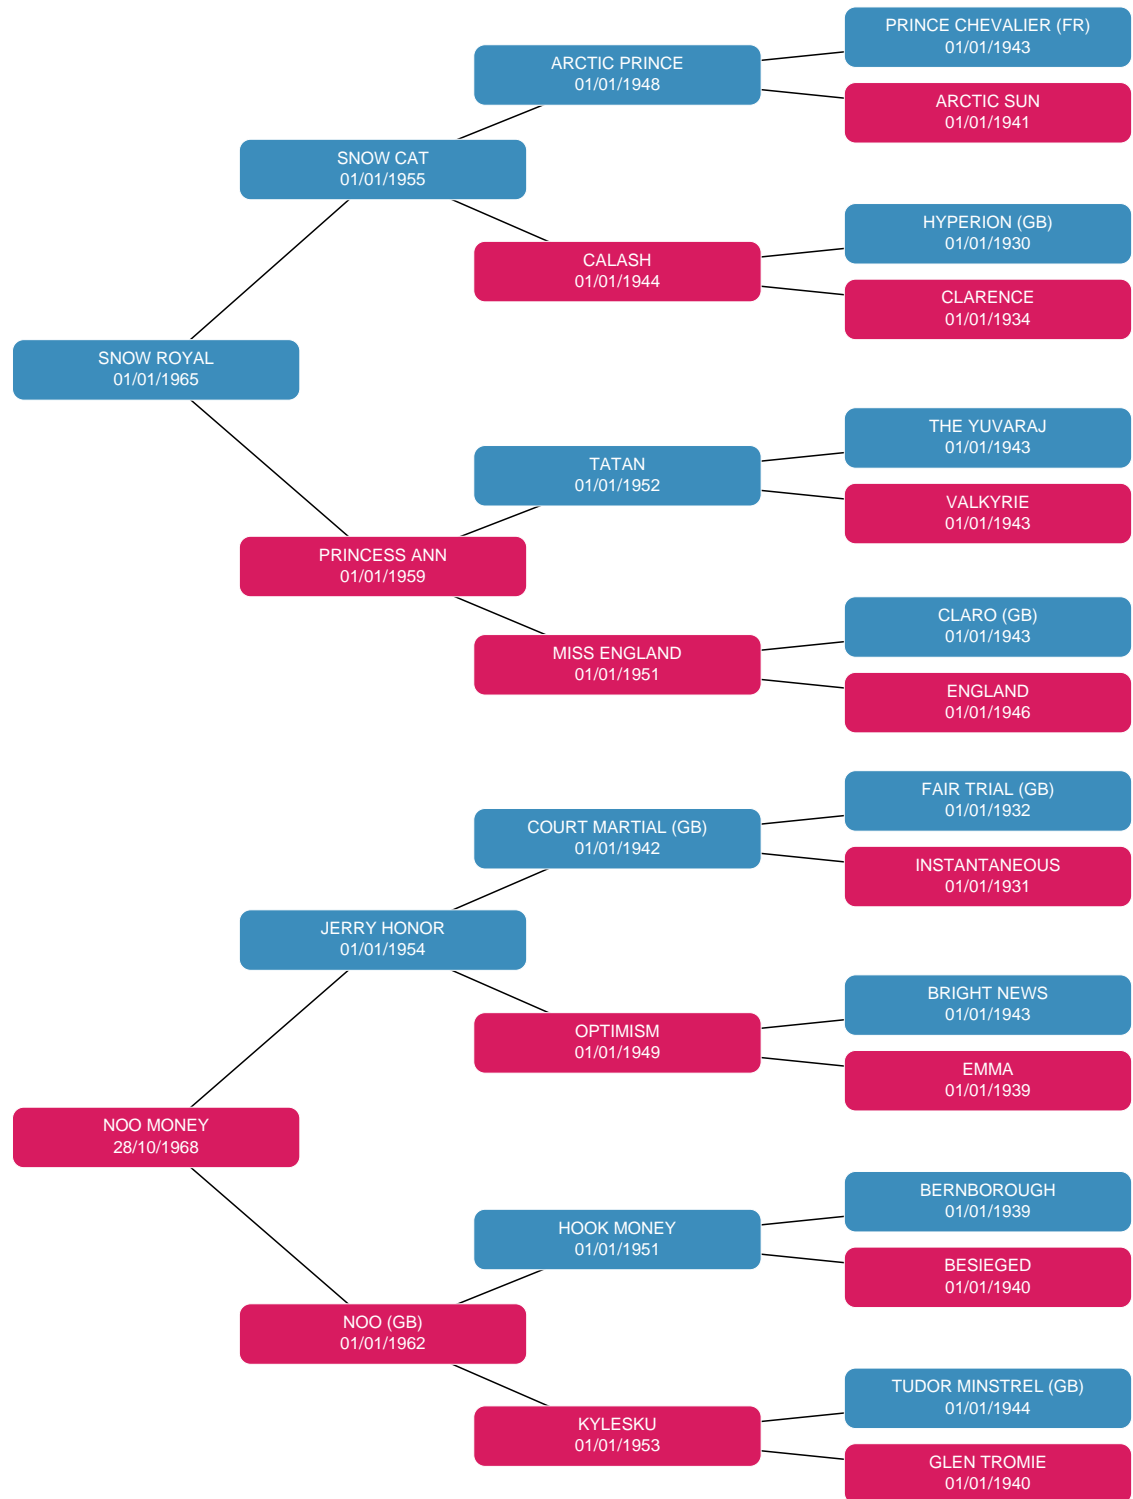 PRINCE CHEVALIER (FR)
01/01/1943
ARCTIC PRINCE
01/01/1948
ARCTIC SUN
01/01/1941
SNOW CAT
01/01/1955
HYPERION (GB)
01/01/1930
CALASH
01/01/1944
CLARENCE
01/01/1934
SNOW ROYAL
01/01/1965
THE YUVARAJ
01/01/1943
TATAN
01/01/1952
VALKYRIE
01/01/1943
PRINCESS ANN
01/01/1959
CLARO (GB)
01/01/1943
MISS ENGLAND
01/01/1951
ENGLAND
01/01/1946
FAIR TRIAL (GB)
01/01/1932
COURT MARTIAL (GB)
01/01/1942
INSTANTANEOUS
01/01/1931
JERRY HONOR
01/01/1954
BRIGHT NEWS
01/01/1943
OPTIMISM
01/01/1949
EMMA
01/01/1939
NOO MONEY
28/10/1968
BERNBOROUGH
01/01/1939
HOOK MONEY
01/01/1951
BESIEGED
01/01/1940
NOO (GB)
01/01/1962
TUDOR MINSTREL (GB)
01/01/1944
KYLESKU
01/01/1953
GLEN TROMIE
01/01/1940